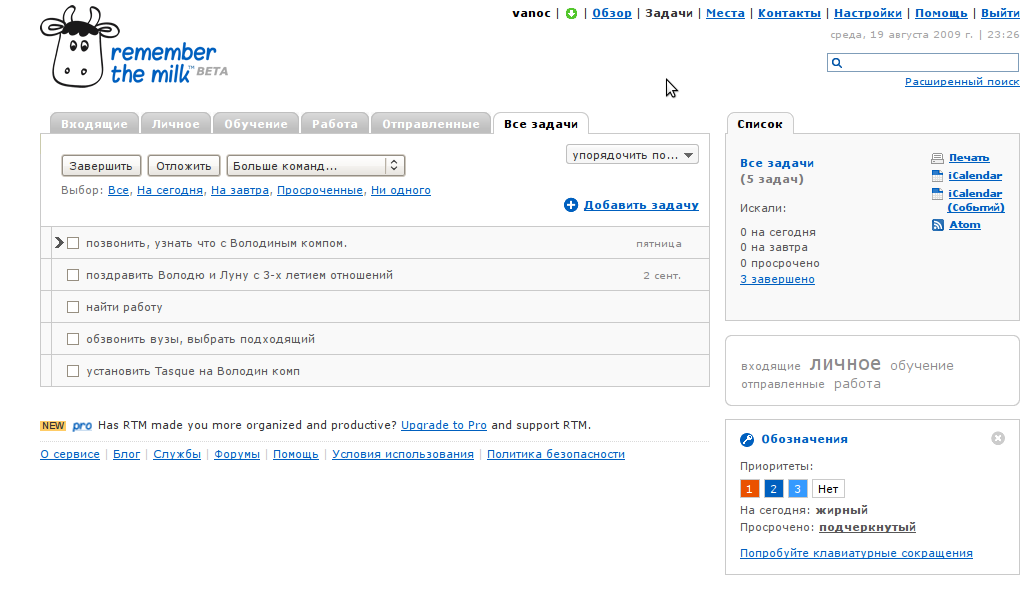 vanoc | | Обзор | Задачи | Места | Контакты | Настройки | Помощь | Выйти
среда, 19 августа 2009 г. | 23:26
remember
the milk™ BETA
Расширенный поиск
Входящие Личное Обучение Работа Отправленные Все задачи
Завершить Отложить Больше команд... упорядочить по...
Выбор: Все, На сегодня, На завтра, Просроченные, Ни одного
Добавить задачу
позвонить, узнать что с Володиным компом. пятница
поздравить Володю и Луну с 3-х летием отношений 2 сент.
найти работу
обзвонить вузы, выбрать подходящий
установить Tasque на Володин комп
NEW pro Has RTM made you more organized and productive? Upgrade to Pro and support RTM.
О сервисе | Блог | Службы | Форумы | Помощь | Условия использования | Политика безопасности
Список
Все задачи
(5 задач)
Искали:
0 на сегодня
0 на завтра
0 просрочено
3 завершено
Печать
iCalendar
iCalendar
(Событий)
Atom
входящие личное обучение
отправленные работа
Обозначения
Приоритеты:
1 2 3 Нет
На сегодня: жирный
Просрочено: подчеркнутый
Попробуйте клавиатурные сокращения